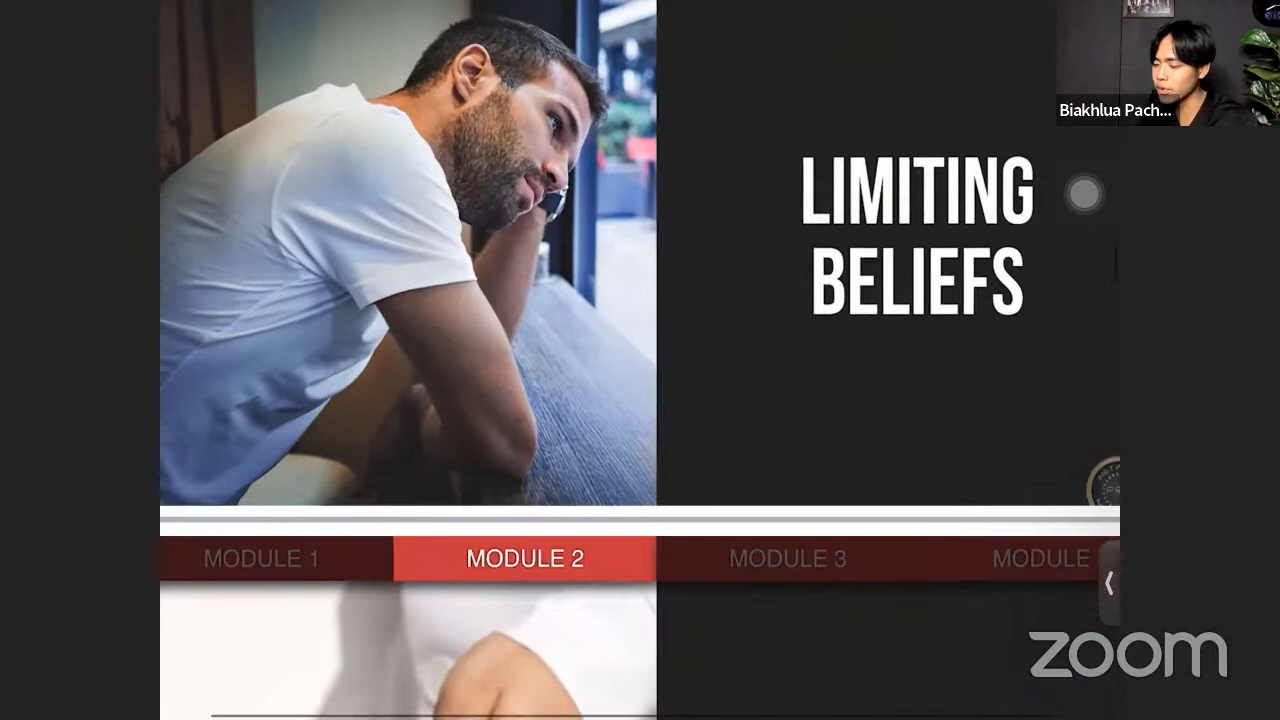 Biakhlua Pach...
LIMITING
BELIEFS
MODULE 1
MODULE 2
MODULE 3
MODULE
zoom